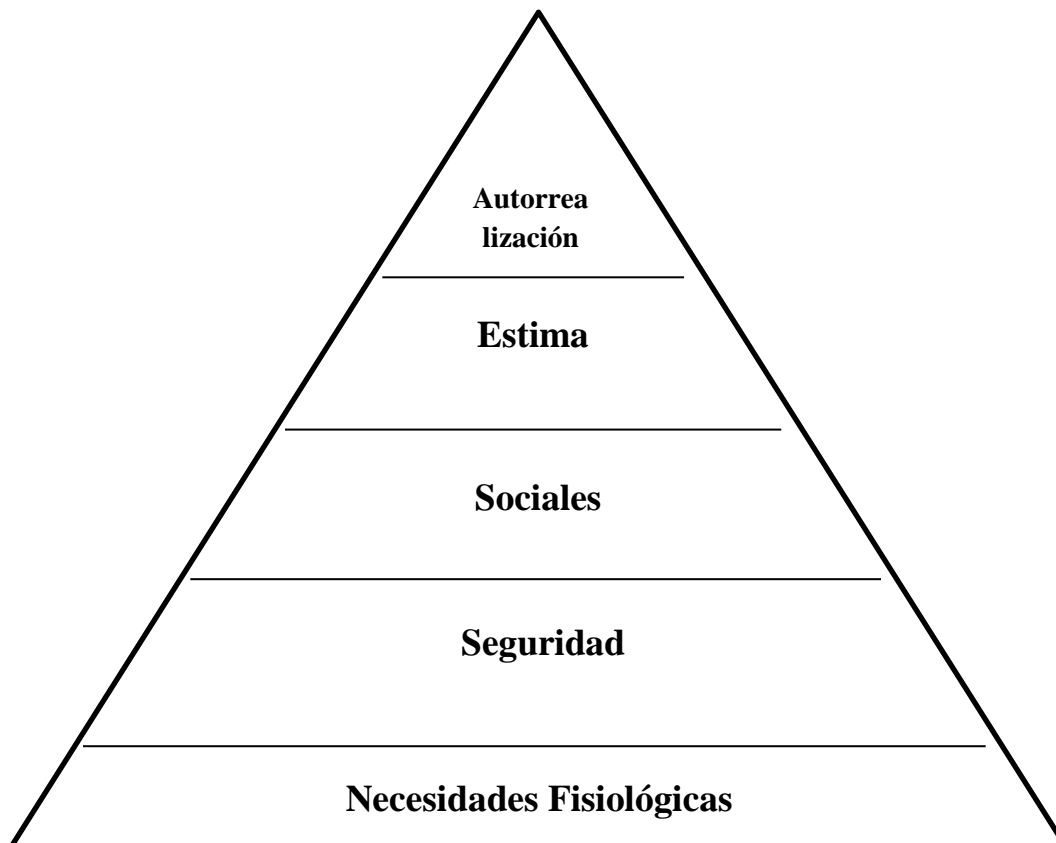 Autorrea
lización
Estima
Sociales
Seguridad
Necesidades Fisiológicas